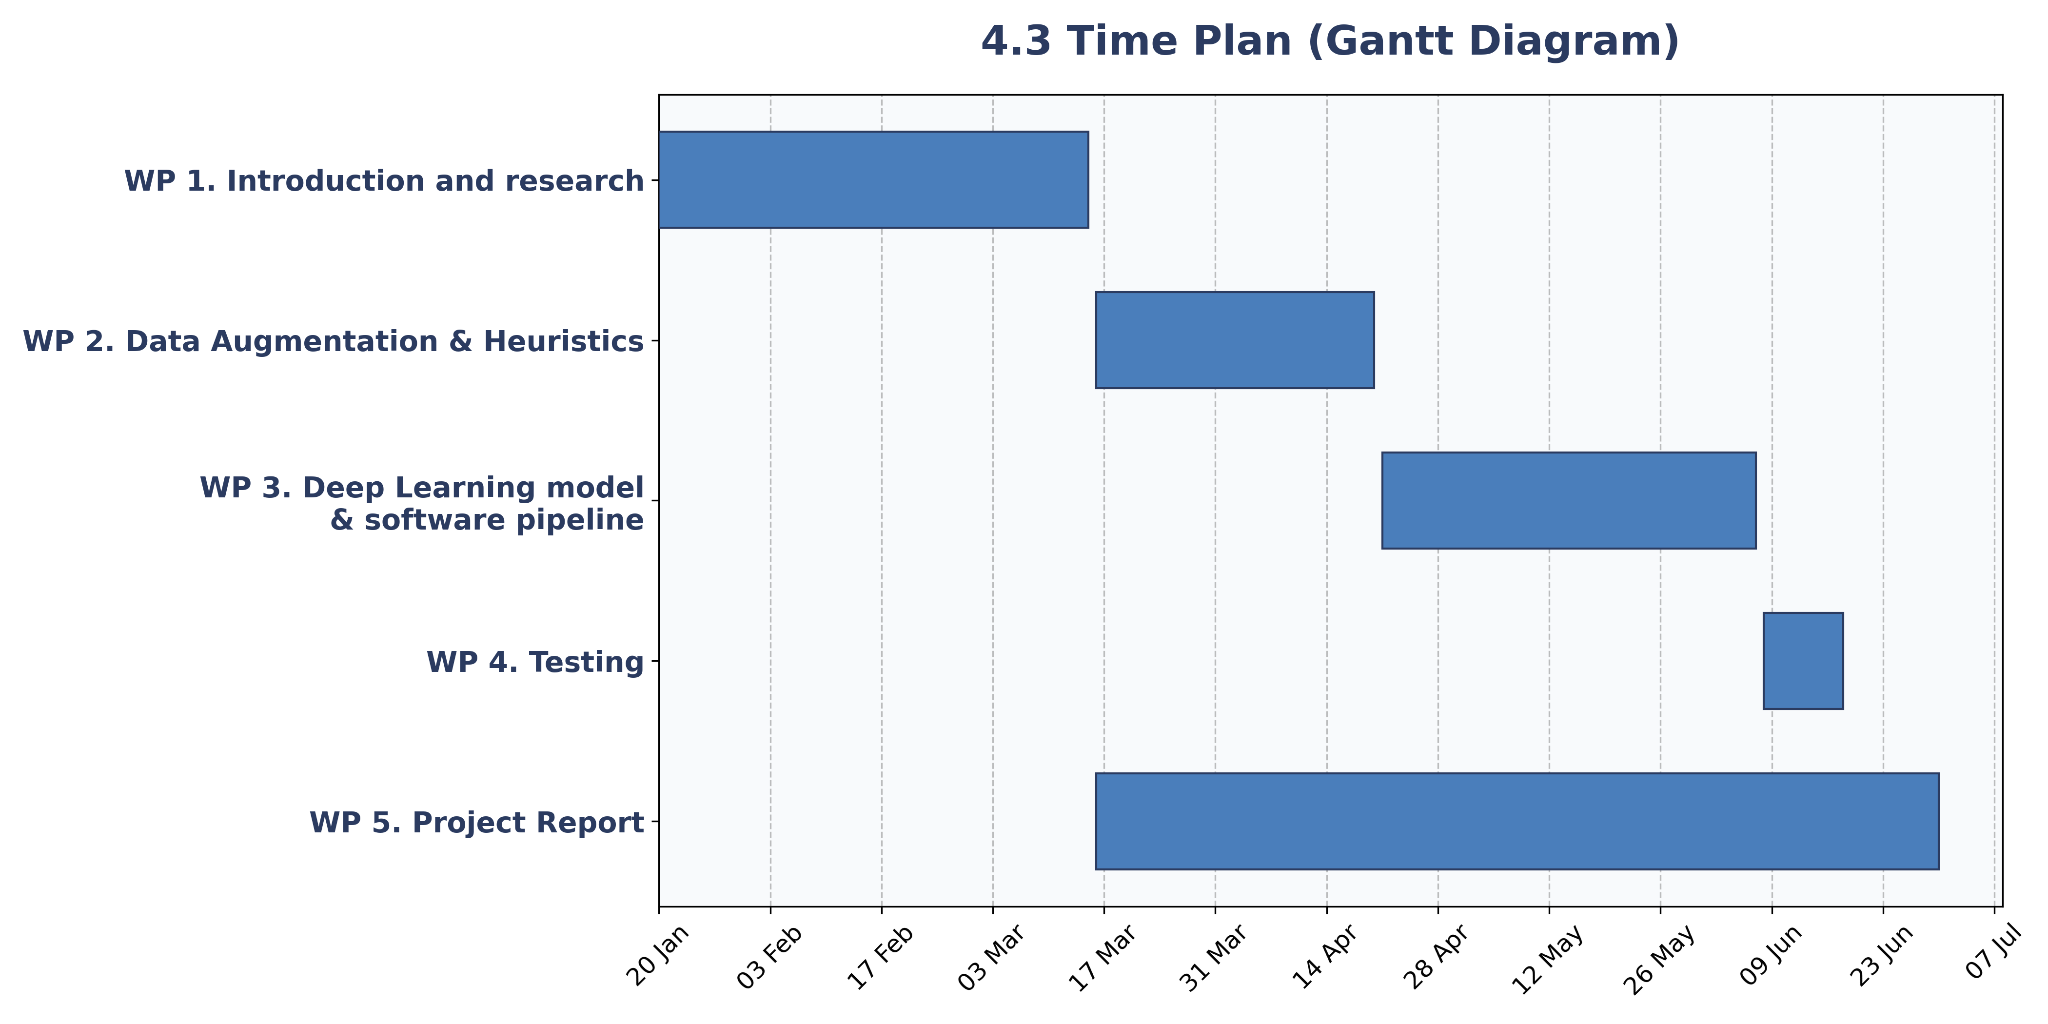 4.3 Time Plan (Gantt Diagram)
WP 1. Introduction and research
WP 2. Data Augmentation & Heuristics
WP 3. Deep Learning model
& software pipeline
WP 4. Testing
WP 5. Project Report
20 Jan
03 Feb
17 Feb
03 Mar
17 Mar
31 Mar
14 Apr
28 Apr
12 May
26 May
09 Jun
23 Jun
07 Jul